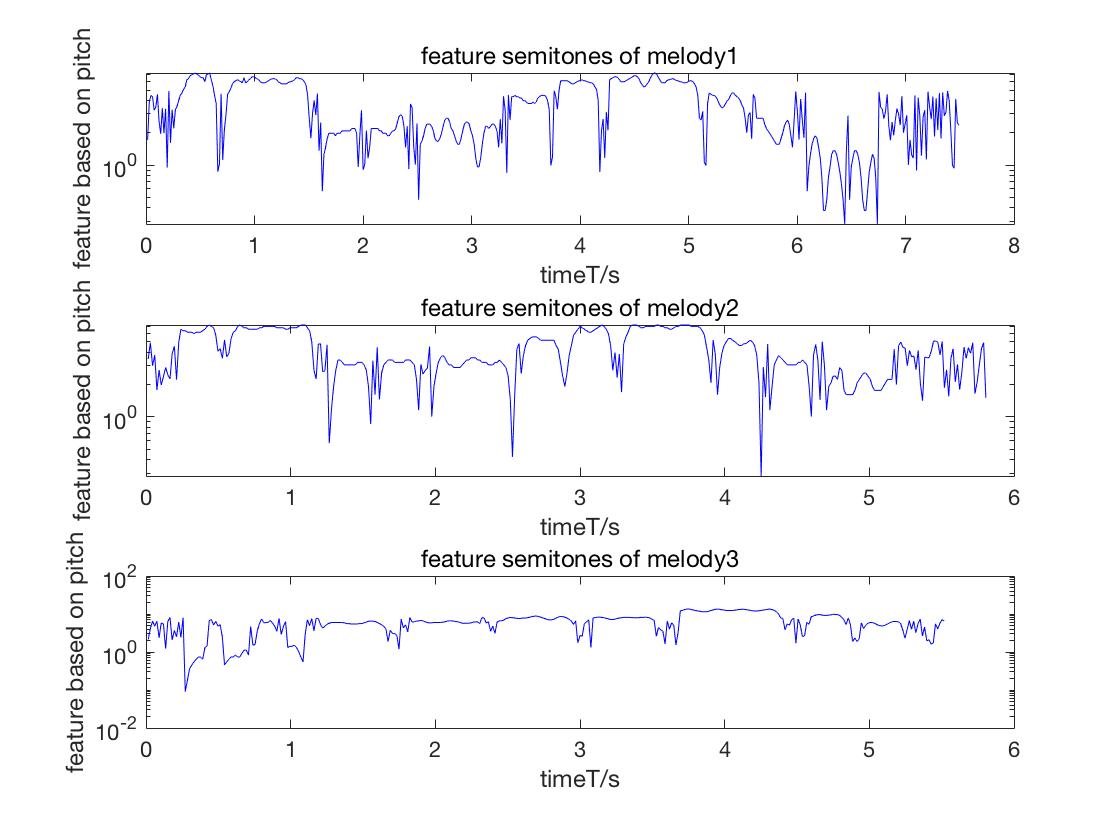 feature semitones of melody1
feature based on pitch
10^0
0 1 2 3 4 5 6 7 8
timeT/s
feature semitones of melody2
feature based on pitch
10^0
0 1 2 3 4 5 6
timeT/s
feature semitones of melody3
feature based on pitch
10^2
10^0
10^-2
0 1 2 3 4 5 6
timeT/s